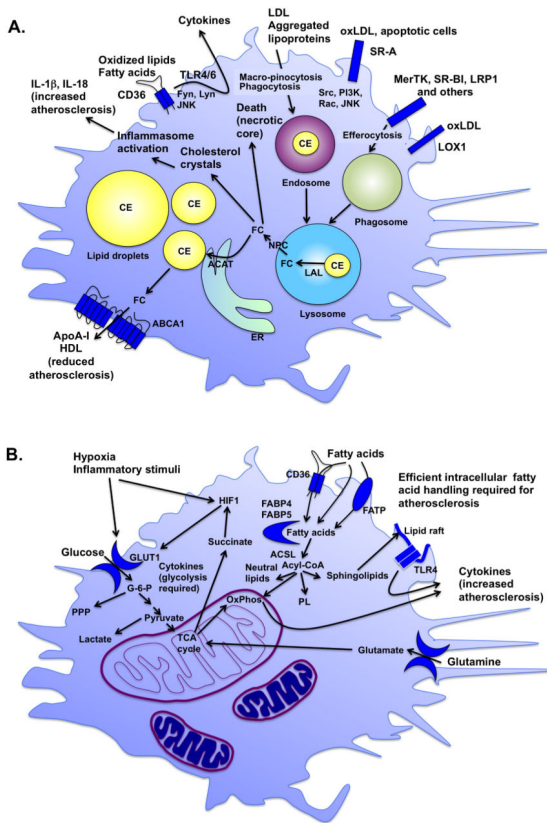 A.
Cytokines
LDL
Aggregated
lipoproteins
oxLDL, apoptotic cells
SR-A
Oxidized lipids
Fatty acids
TLR4/6
CD36
Fyn, Lyn
JNK
Macro-pinocytosis
Phagocytosis
Src, PI3K,
Rac, JNK
MerTK, SR-BI, LRP1
and others
IL-1β, IL-18
(increased
atherosclerosis)
Death
(necrotic
core)
Efferocytosis
oxLDL
LOX1
Inflammasome
activation
Cholesterol
crystals
CE
Endosome
Phagosome
CE
CE
CE
Lipid droplets
FC
NPC
FC
LAL
CE
Lysosome
ACAT
ER
FC
ABCA1
ApoA-I
HDL
(reduced
atherosclerosis)
B.
Hypoxia
Inflammatory stimuli
Fatty acids
CD36
Efficient intracellular fatty
acid handling required for
atherosclerosis
HIF1
FABP4
FABP5
FATP
Fatty acids
Lipid raft
Glucose
GLUT1
Succinate
ACSL
Acyl-CoA
TLR4
Cytokines
(glycolysis
required)
Neutral
lipids
Sphingolipids
Cytokines
(increased
atherosclerosis)
G-6-P
OxPhos
PL
PPP
Pyruvate
Lactate
TCA
cycle
Glutamate
Glutamine